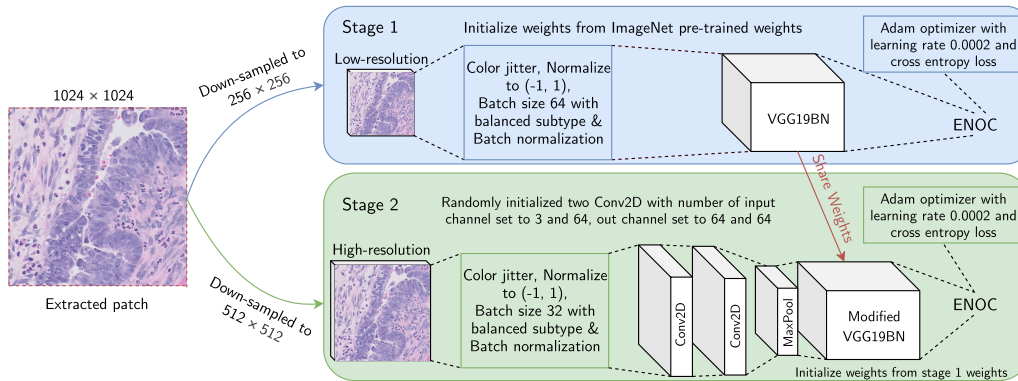 1024 × 1024
Extracted patch
Down-sampled to
256 × 256
Down-sampled to
512 × 512
Stage 1
Initialize weights from ImageNet pre-trained weights
Low-resolution
Color jitter, Normalize
to (-1, 1),
Batch size 64 with
balanced subtype &
Batch normalization
VGG19BN
Adam optimizer with
learning rate 0.0002 and
cross entropy loss
ENOC
Share Weights
Stage 2
Randomly initialized two Conv2D with number of input
channel set to 3 and 64, out channel set to 64 and 64
High-resolution
Color jitter, Normalize
to (-1, 1),
Batch size 32 with
balanced subtype &
Batch normalization
Conv2D
Conv2D
MaxPool
Modified
VGG19BN
Adam optimizer with
learning rate 0.0002 and
cross entropy loss
ENOC
Initialize weights from stage 1 weights